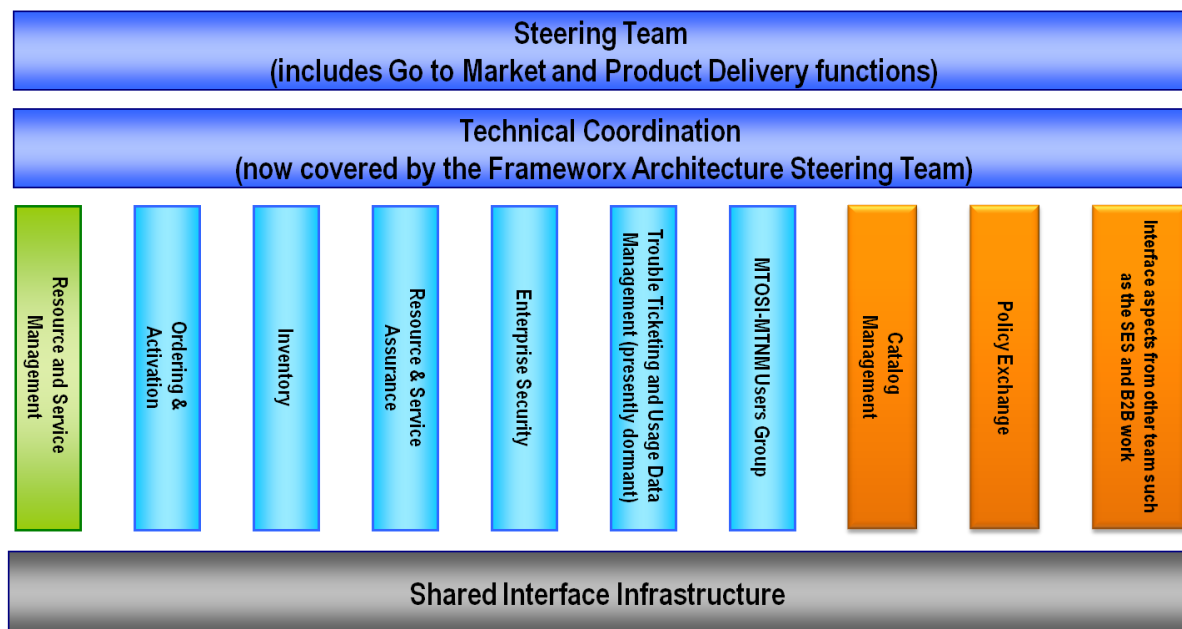 Steering Team
(includes Go to Market and Product Delivery functions)
Technical Coordination
(now covered by the Frameworx Architecture Steering Team)
Resource and Service
Management
Ordering &
Activation
Inventory
Resource & Service
Assurance
Enterprise Security
Trouble Ticketing and Usage Data
Management (presently dormant)
MTOSI-MTNM Users Group
Catalog
Management
Policy Exchange
Interface aspects from other team such
as the SES and B2B work
Shared Interface Infrastructure